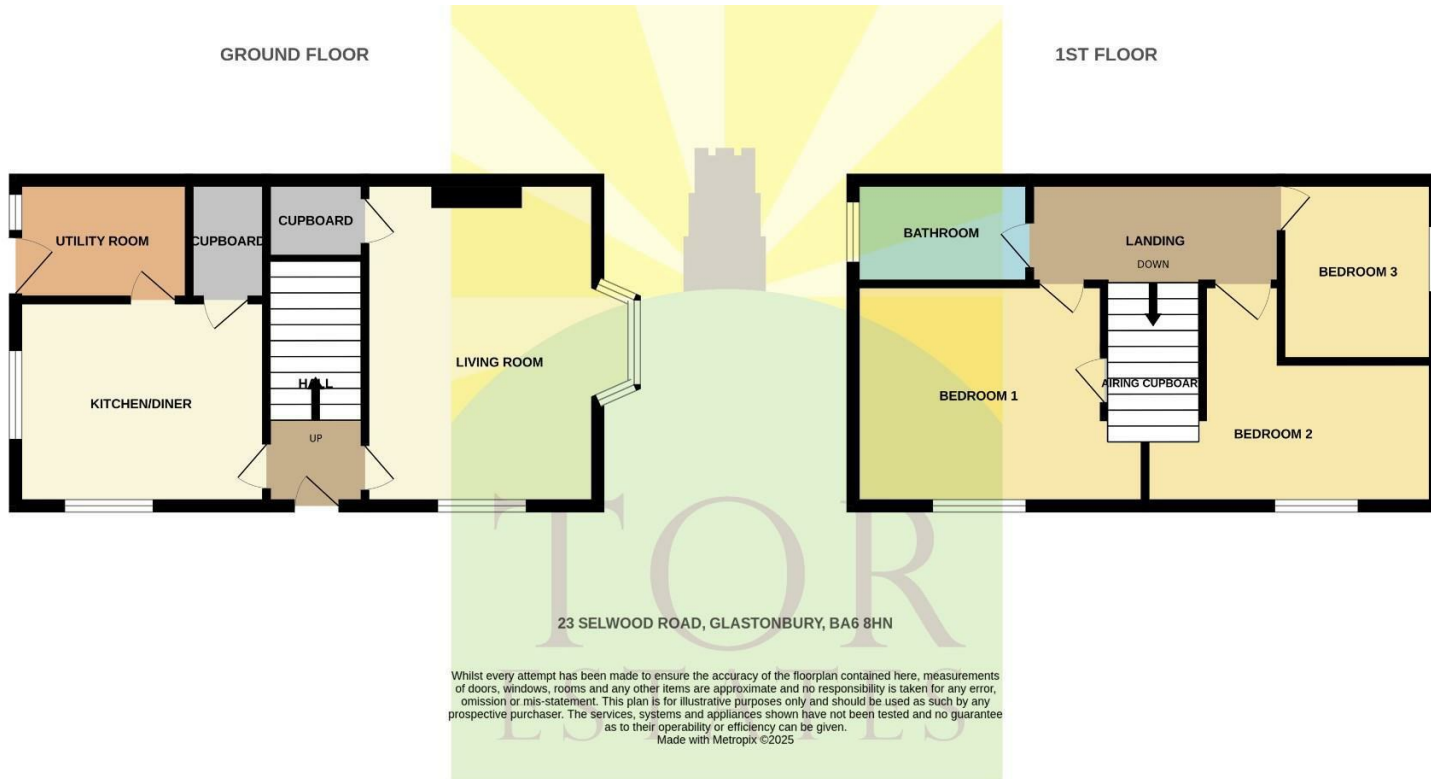 GROUND FLOOR
1ST FLOOR
UTILITY ROOM
CUPBOARD
CUPBOARD
KITCHEN/DINER
HALL
UP
LIVING ROOM
BATHROOM
LANDING
DOWN
BEDROOM 3
BEDROOM 1
AIRING CUPBOARD
BEDROOM 2
TOR
ESTATES
23 SELWOOD ROAD, GLASTONBURY, BA6 8HN
Whilst every attempt has been made to ensure the accuracy of the floorplan contained here, measurements
of doors, windows, rooms and any other items are approximate and no responsibility is taken for any error,
omission or mis-statement. This plan is for illustrative purposes only and should be used as such by any
prospective purchaser. The services, systems and appliances shown have not been tested and no guarantee
as to their operability or efficiency can be given.
Made with Metropix ©2025